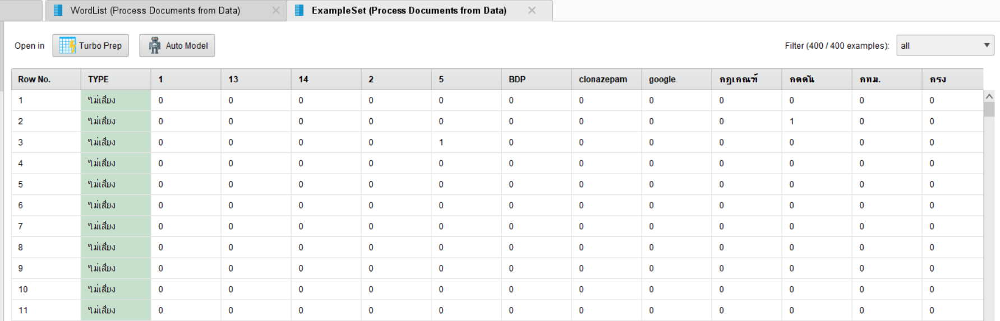 WordList (Process Documents from Data) ExampleSet (Process Documents from Data)
Open in Turbo Prep Auto Model Filter (400 / 400 examples): all
Row No. TYPE 1 13 14 2 5 BDP clonazepam google กฎเกณฑ์ กดดัน กทม. กรง
1 ไม่เสี่ยง 0 0 0 0 0 0 0 0 0 0 0 0
2 ไม่เสี่ยง 0 0 0 0 0 0 0 0 0 1 0 0
3 ไม่เสี่ยง 0 0 0 0 1 0 0 0 0 0 0 0
4 ไม่เสี่ยง 0 0 0 0 0 0 0 0 0 0 0 0
5 ไม่เสี่ยง 0 0 0 0 0 0 0 0 0 0 0 0
6 ไม่เสี่ยง 0 0 0 0 0 0 0 0 0 0 0 0
7 ไม่เสี่ยง 0 0 0 0 0 0 0 0 0 0 0 0
8 ไม่เสี่ยง 0 0 0 0 0 0 0 0 0 0 0 0
9 ไม่เสี่ยง 0 0 0 0 0 0 0 0 0 0 0 0
10 ไม่เสี่ยง 0 0 0 0 0 0 0 0 0 0 0 0
11 ไม่เสี่ยง 0 0 0 0 0 0 0 0 0 0 0 0